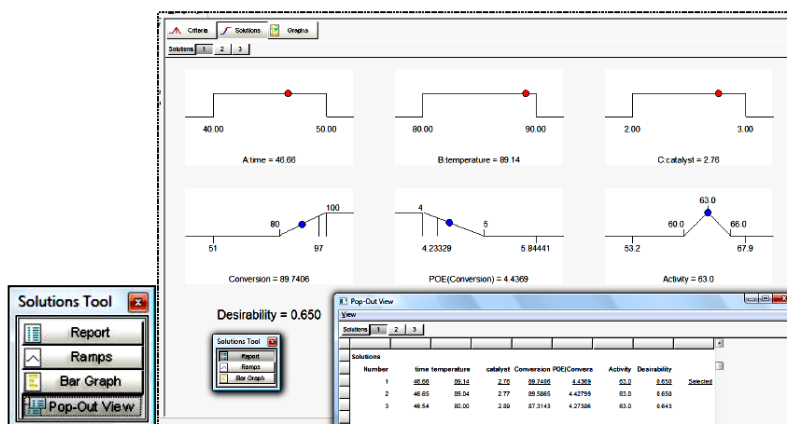 Criteria Solutions Graphs
Solutions 1 2 3
40.00 50.00 80.00 90.00 2.00 3.00
A:time = 46.66 B:temperature = 89.14 C:catalyst = 2.76
100 4 63.0
80 5 60.0 66.0
51 97 4.23329 5.84441 53.2 67.9
Conversion = 89.7406 POE(Conversion) = 4.4369 Activity = 63.0
Desirability = 0.650
Solutions Tool
Report
Ramps
Bar Graph
Pop-Out View
Solutions Tool
Report
Ramps
Bar Graph
Pop-Out View
View
Solutions 1 2 3
Solutions
Number time temperature catalyst Conversion POE(Convers Activity Desirability
1 46.66 89.14 2.76 89.7406 4.4369 63.0 0.650 Selected
2 46.65 89.04 2.77 89.5865 4.42799 63.0 0.650
3 46.54 80.00 2.89 87.3143 4.27386 63.0 0.643